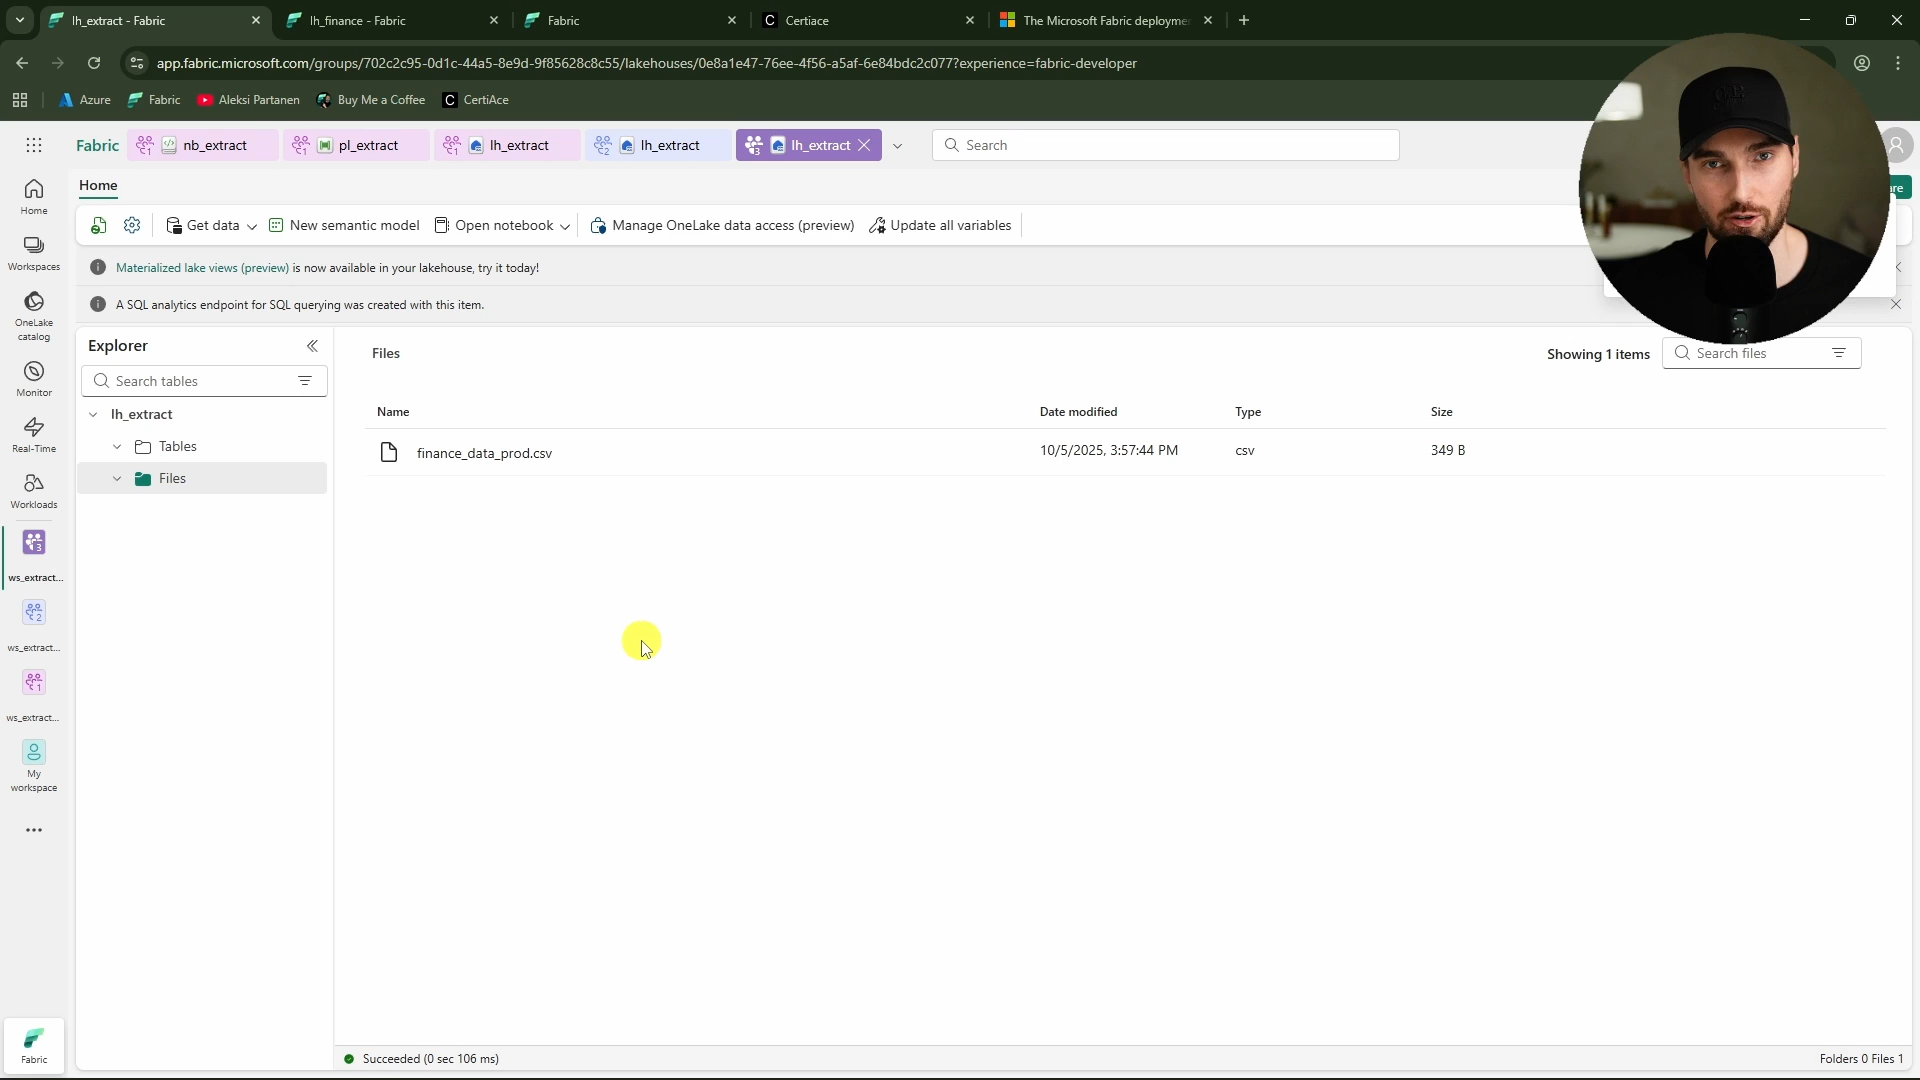 lh_extract - Fabric
lh_finance - Fabric
Fabric
Certiace
The Microsoft Fabric deployme
app.fabric.microsoft.com/groups/702c2c95-0d1c-44a5-8e9d-9f85628c8c55/lakehouses/0e8a1e47-76ee-4f56-a5af-6e84bdc2c077?experience=fabric-developer
Azure
Fabric
Aleksi Partanen
Buy Me a Coffee
CertiAce
Fabric
nb_extract
pl_extract
lh_extract
lh_extract
lh_extract
Search
Home
Get data
New semantic model
Open notebook
Manage OneLake data access (preview)
Update all variables
Materialized lake views (preview) is now available in your lakehouse, try it today!
A SQL analytics endpoint for SQL querying was created with this item.
Home
Workspaces
OneLake
catalog
Monitor
Real-Time
Workloads
3
ws_extract...
2
ws_extract...
1
ws_extract...
My
workspace
Fabric
Explorer
Search tables
lh_extract
Tables
Files
Files
Showing 1 items
Search files
Name
Date modified
Type
Size
finance_data_prod.csv
10/5/2025, 3:57:44 PM
csv
349 B
Succeeded (0 sec 106 ms)
Folders 0 Files 1